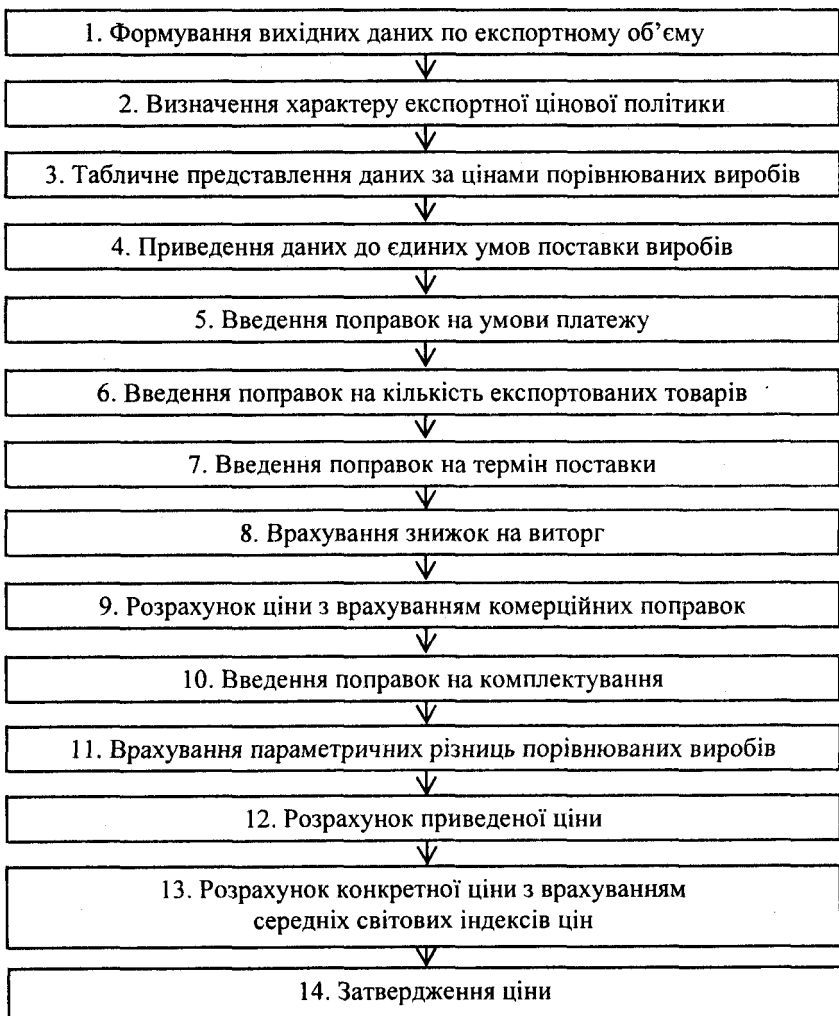 1. Формування вихідних даних по експортному об’єму
2. Визначення характеру експортної цінової політики
3. Табличне представлення даних за цінами порівнюваних виробів
4. Приведення даних до єдиних умов поставки виробів
5. Введення поправок на умови платежу
6. Введення поправок на кількість експортованих товарів
7. Введення поправок на термін поставки
8. Врахування знижок на виторг
9. Розрахунок ціни з врахуванням комерційних поправок
10. Введення поправок на комплектування
11. Врахування параметричних різниць порівнюваних виробів
12. Розрахунок приведеної ціни
13. Розрахунок конкретної ціни з врахуванням
середніх світових індексів цін
14. Затвердження ціни